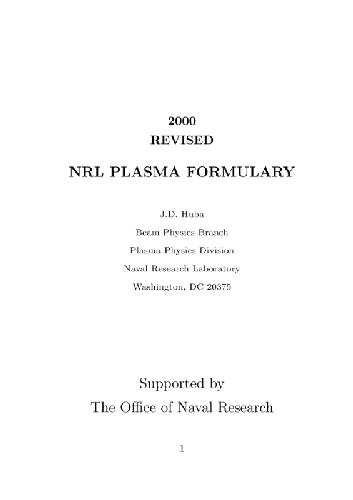 2000
REVISED
NRL PLASMA FORMULARY
J.D. Huba
Beam Physics Branch
Plasma Physics Division
Naval Research Laboratory
Washington, DC 20375
Supported by
The Office of Naval Research
1